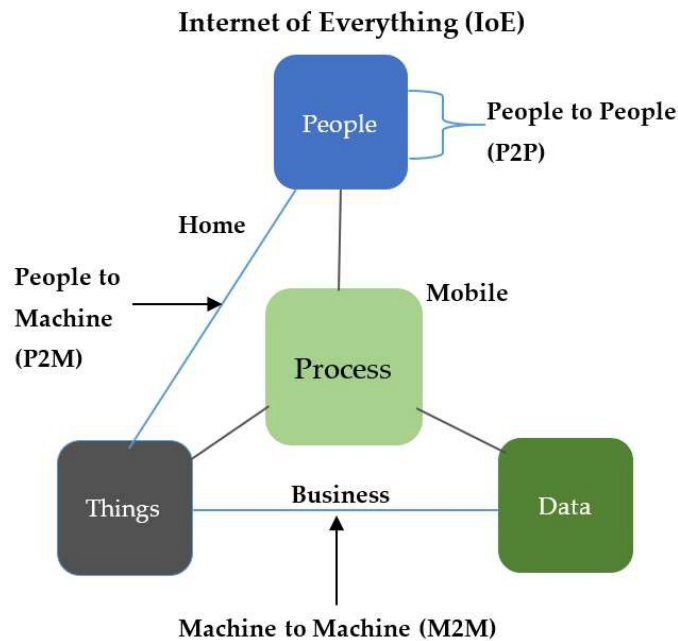 Internet of Everything (IoE)
People
People to People
(P2P)
Home
People to
Machine
(P2M)
Mobile
Process
Things
Business
Data
Machine to Machine (M2M)